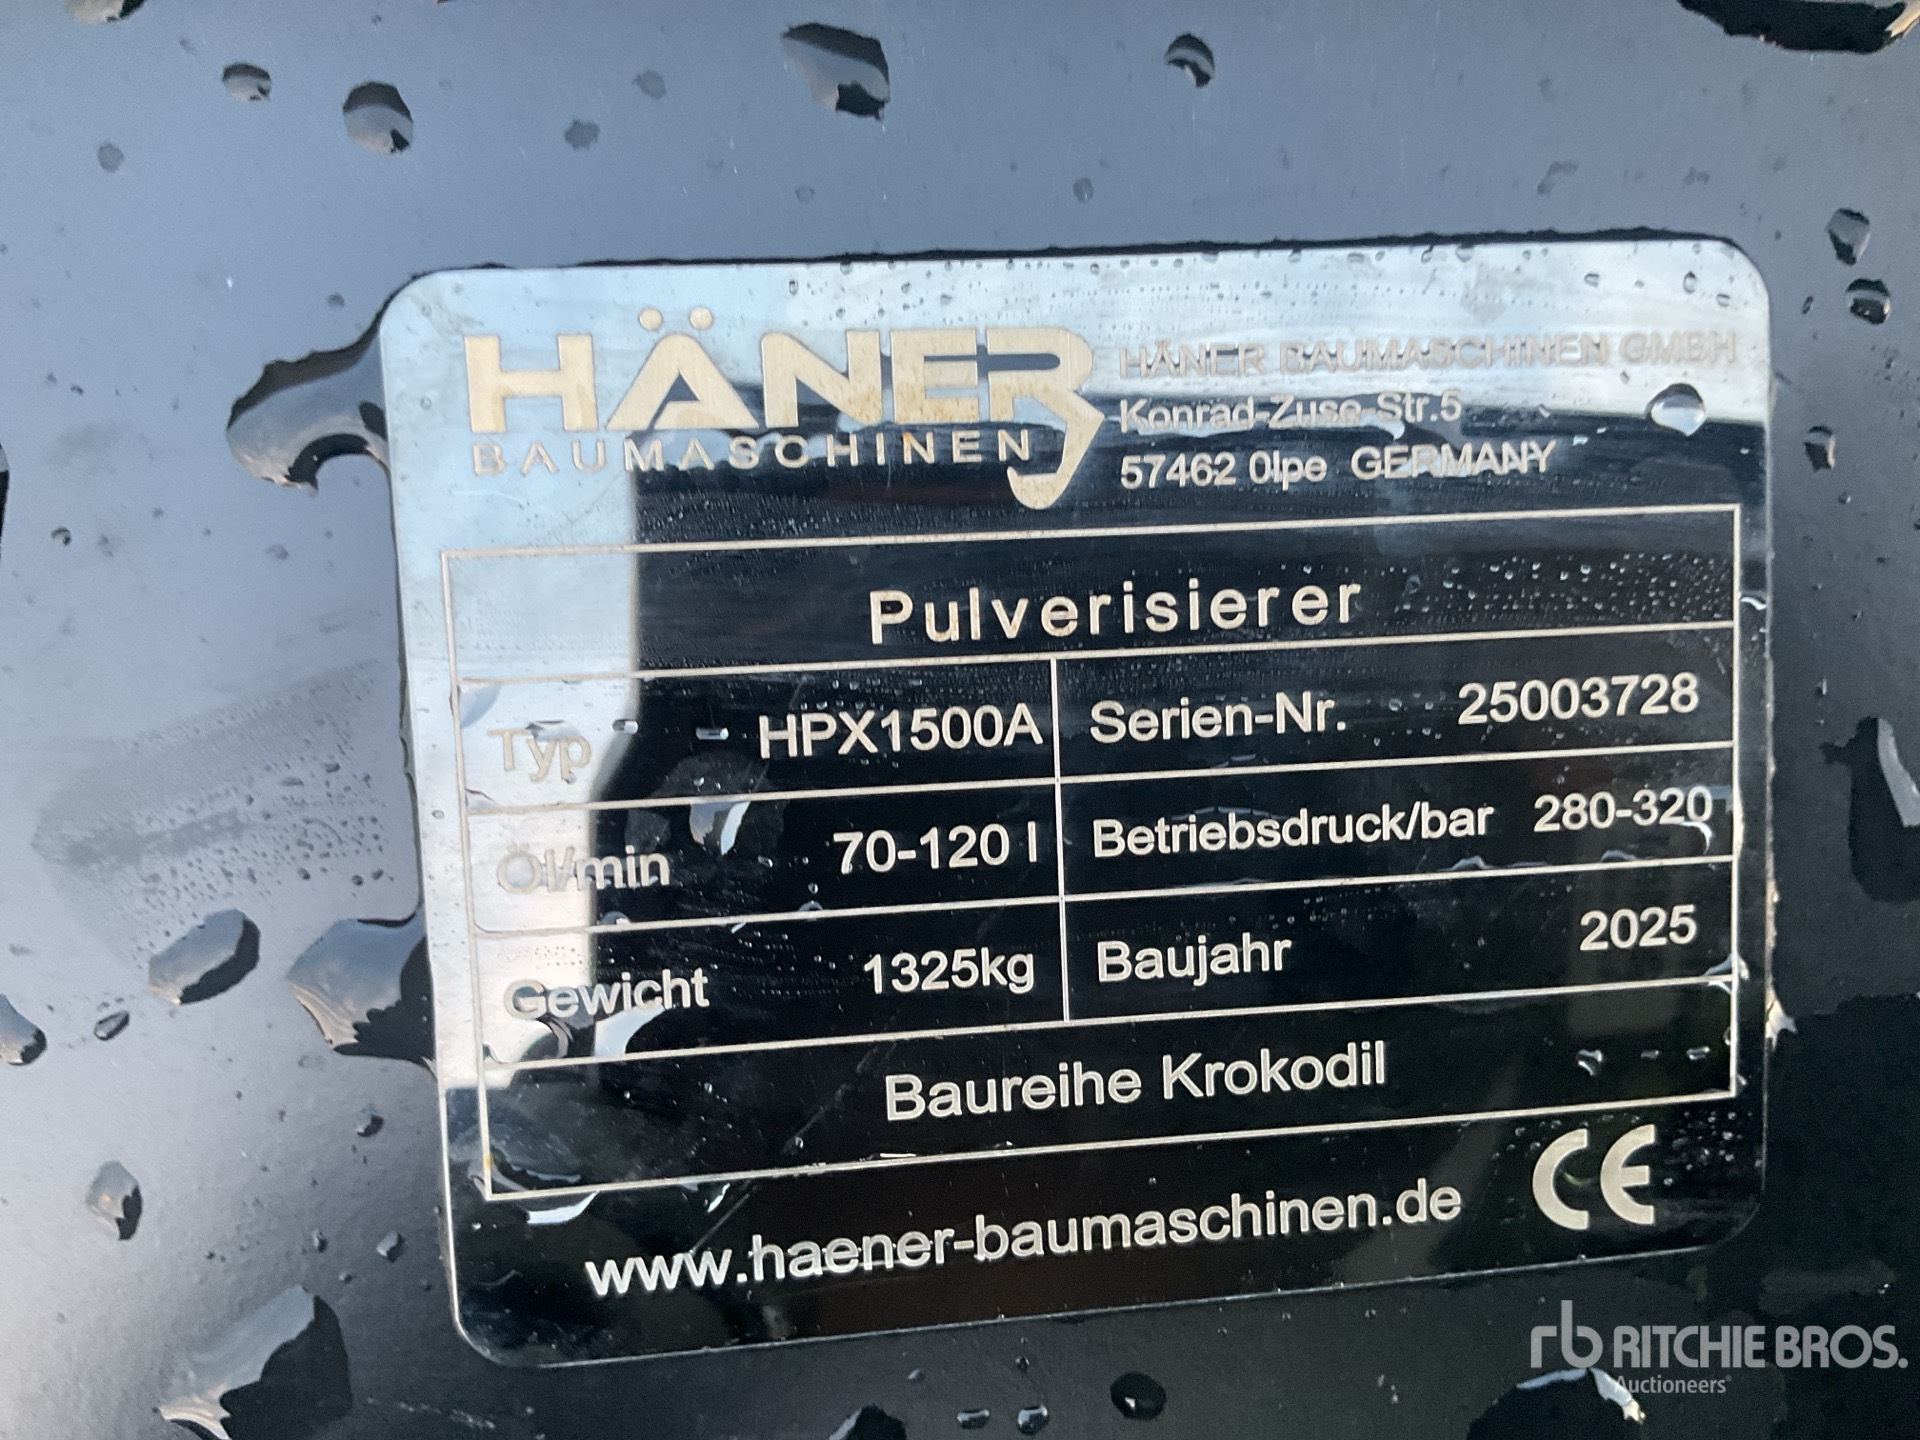 HÄNER
BAUMASCHINEN
HÄNER BAUMASCHINEN GMBH
Konrad-Zuse-Str.5
57462 Olpe GERMANY
Pulverisierer
Typ HPX1500A Serien-Nr. 25003728
Öl/min 70-120 l Betriebsdruck/bar 280-320
Gewicht 1325kg Baujahr 2025
Baureihe Krokodil
www.haener-baumaschinen.de CE
rb RITCHIE BROS.
Auctioneers